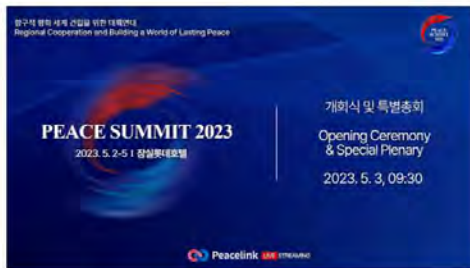 항구적 평화 세계 건설을 위한 대륙연대
Regional Cooperation and Building a World of Lasting Peace
PEACE SUMMIT 2023
PEACE SUMMIT 2023
2023. 5. 2-5 I 잠실롯데호텔
개회식 및 특별총회
Opening Ceremony
& Special Plenary
2023. 5. 3, 09:30
Peacelink LIVE STREAMING